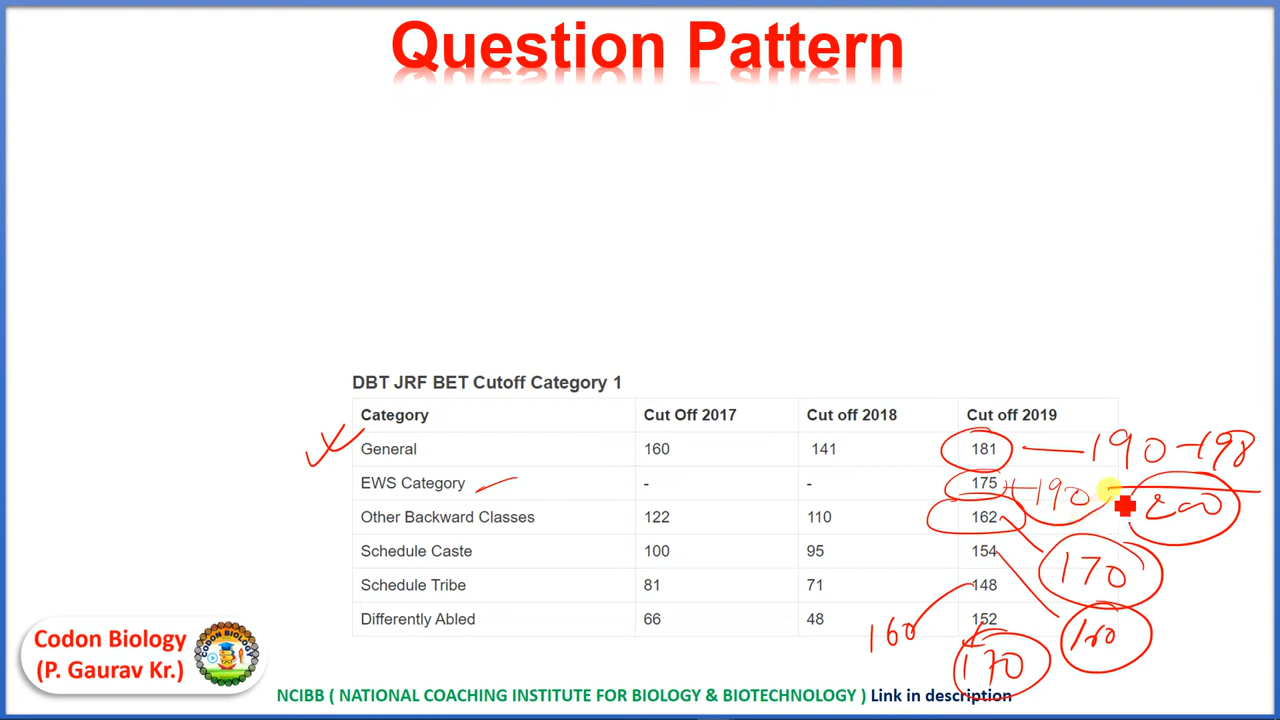 Question Pattern
DBT JRF BET Cutoff Category 1
Category Cut Off 2017 Cut off 2018 Cut off 2019
General 160 141 181 190-198
EWS Category - - 175 190 200
Other Backward Classes 122 110 162 170
Schedule Caste 100 95 154
Schedule Tribe 81 71 148 160
Differently Abled 66 48 152 170
Codon Biology
(P. Gaurav Kr.)
CODON BIOLOGY
NCIBB ( NATIONAL COACHING INSTITUTE FOR BIOLOGY & BIOTECHNOLOGY ) Link in description